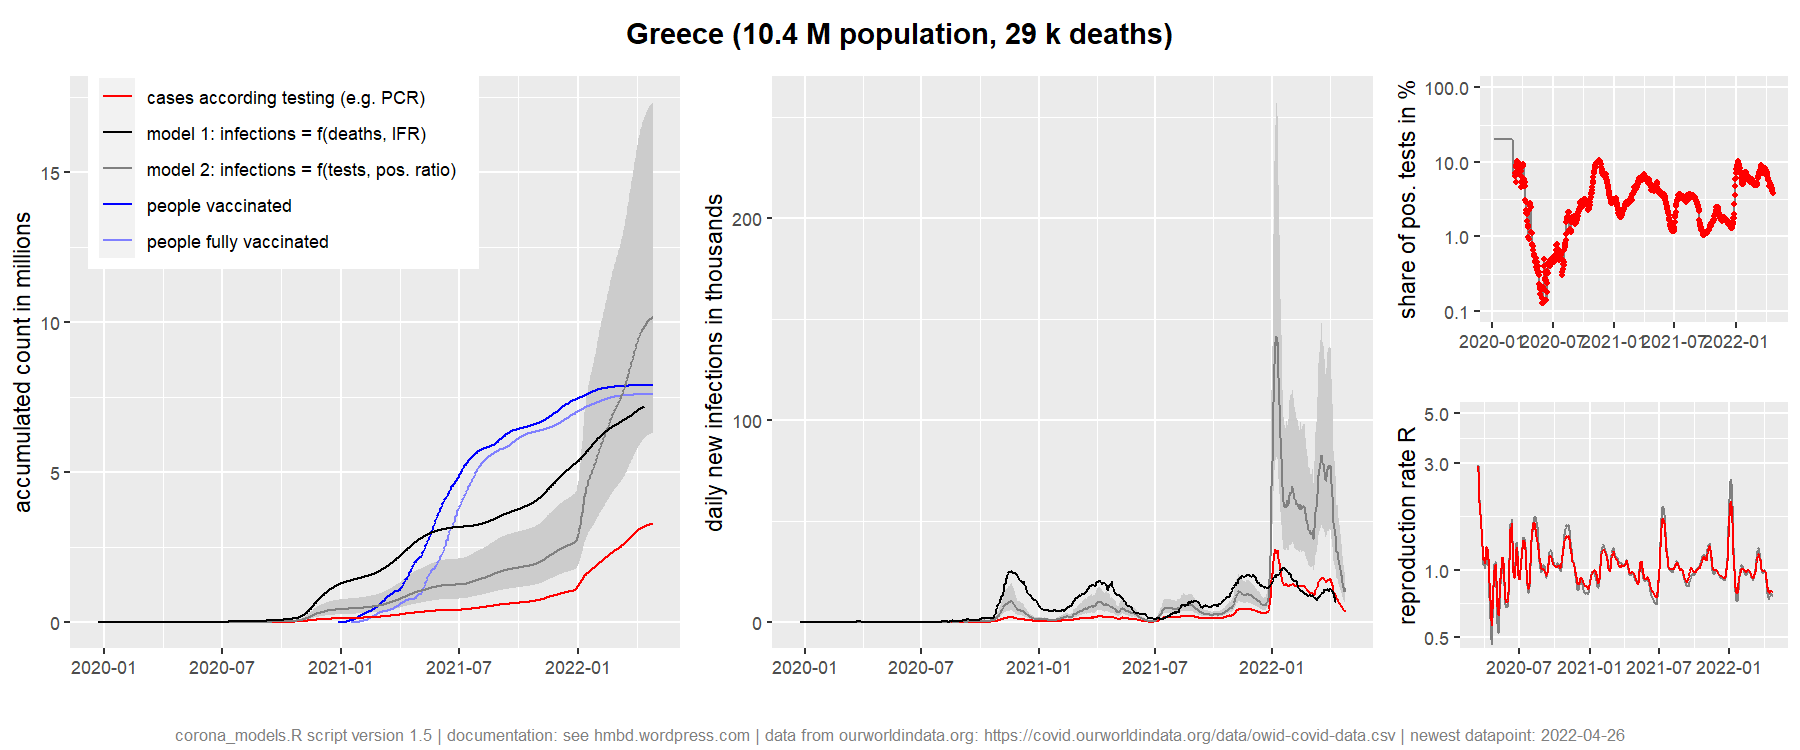 Greece (10.4 M population, 29 k deaths)
cases according testing (e.g. PCR)
model 1: infections = f(deaths, IFR)
model 2: infections = f(tests, pos. ratio)
people vaccinated
people fully vaccinated
accumulated count in millions
15
10
5
0
2020-01 2020-07 2021-01 2021-07 2022-01
daily new infections in thousands
200
100
0
2020-01 2020-07 2021-01 2021-07 2022-01
share of pos. tests in %
100.0
10.0
1.0
0.1
2020-01 2020-07 2021-01 2021-07 2022-01
reproduction rate R
5.0
3.0
1.0
0.5
2020-07 2021-01 2021-07 2022-01
corona_models.R script version 1.5 | documentation: see hmbd.wordpress.com | data from ourworldindata.org: https://covid.ourworldindata.org/data/owid-covid-data.csv | newest datapoint: 2022-04-26